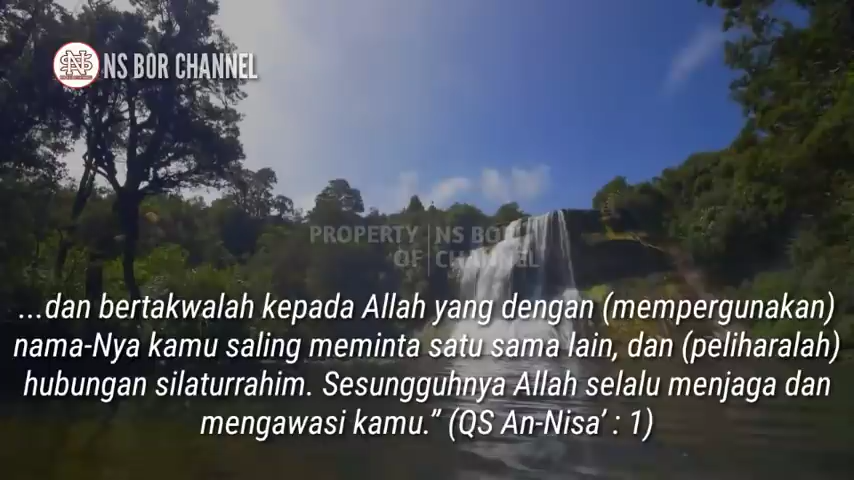 NS BOR CHANNEL
PROPERTY OF NS BOR CHANNEL
...dan bertakwalah kepada Allah yang dengan (mempergunakan)
nama-Nya kamu saling meminta satu sama lain, dan (peliharalah)
hubungan silaturrahim. Sesungguhnya Allah selalu menjaga dan
mengawasi kamu.” (QS An-Nisa’ : 1)